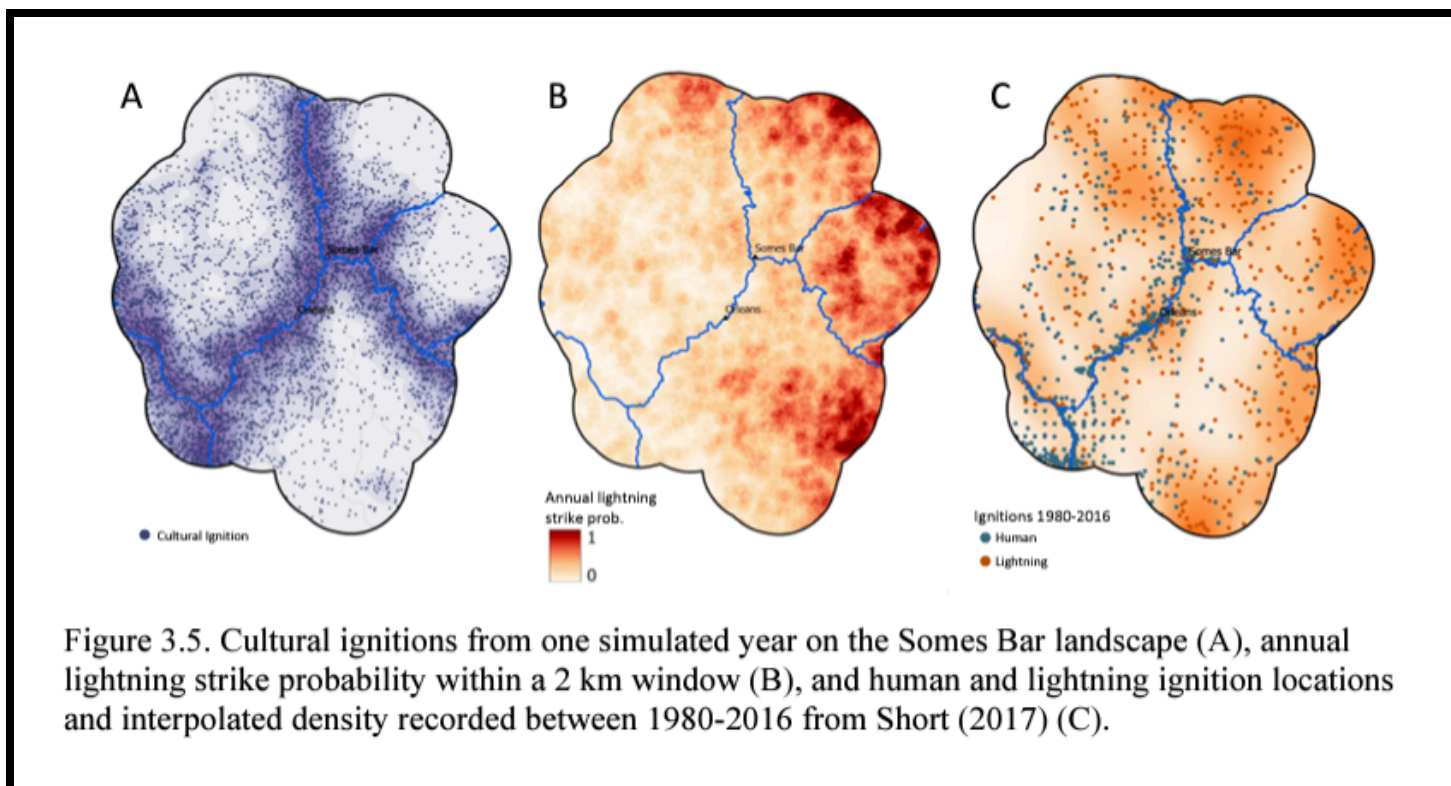 A
B
C
Somes Bar
Somes Bar
Somes Bar
Orleans
Orleans
Orleans
Annual lightning
strike prob.
1
0
Cultural Ignition
Ignitions 1980-2016
Human
Lightning
Figure 3.5. Cultural ignitions from one simulated year on the Somes Bar landscape (A), annual
lightning strike probability within a 2 km window (B), and human and lightning ignition locations
and interpolated density recorded between 1980-2016 from Short (2017) (C).